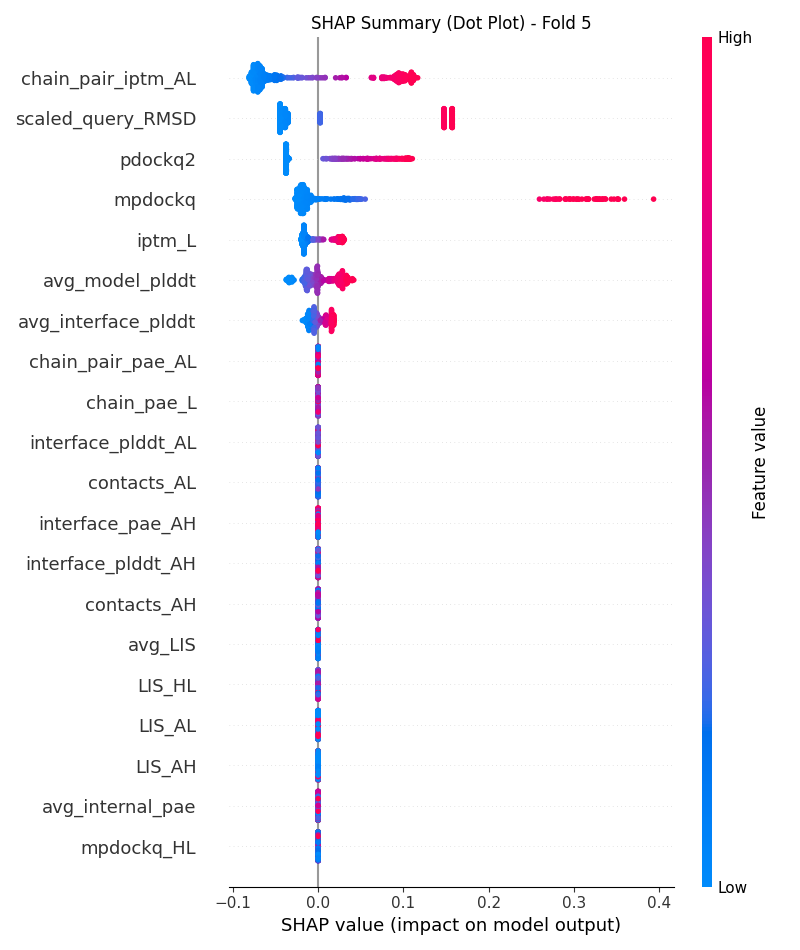 SHAP Summary (Dot Plot) - Fold 5
High
chain_pair_iptm_AL
scaled_query_RMSD
pdockq2
mpdockq
iptm_L
avg_model_plddt
avg_interface_plddt
chain_pair_pae_AL
chain_pae_L
interface_plddt_AL
contacts_AL
interface_pae_AH
interface_plddt_AH
contacts_AH
avg_LIS
LIS_HL
LIS_AL
LIS_AH
avg_internal_pae
mpdockq_HL
Feature value
Low
−0.1 0.0 0.1 0.2 0.3 0.4
SHAP value (impact on model output)